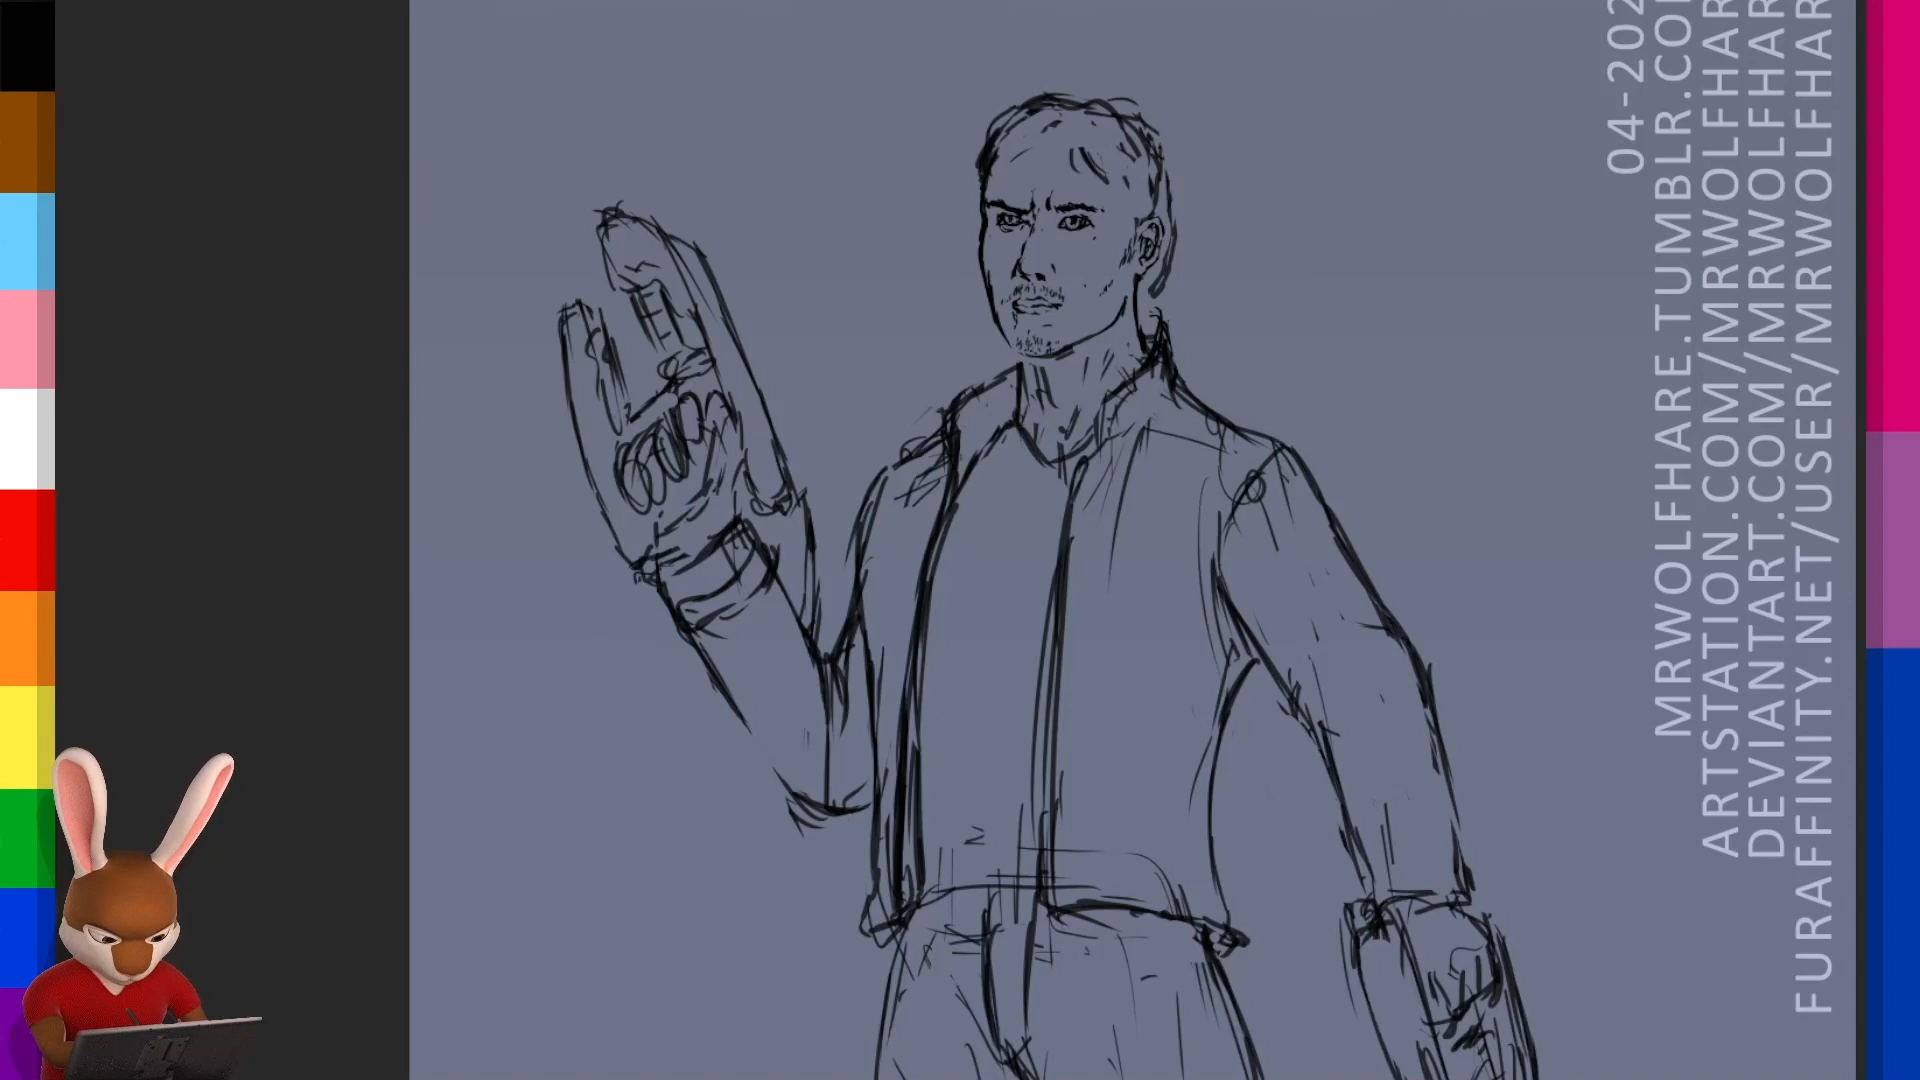 04-202
MRWOLFHARE.TUMBLR.CO
ARTSTATION.COM/MRWOLFHAR
DEVIANTART.COM/MRWOLFHAR
FURAFFINITY.NET/USER/MRWOLFHAR